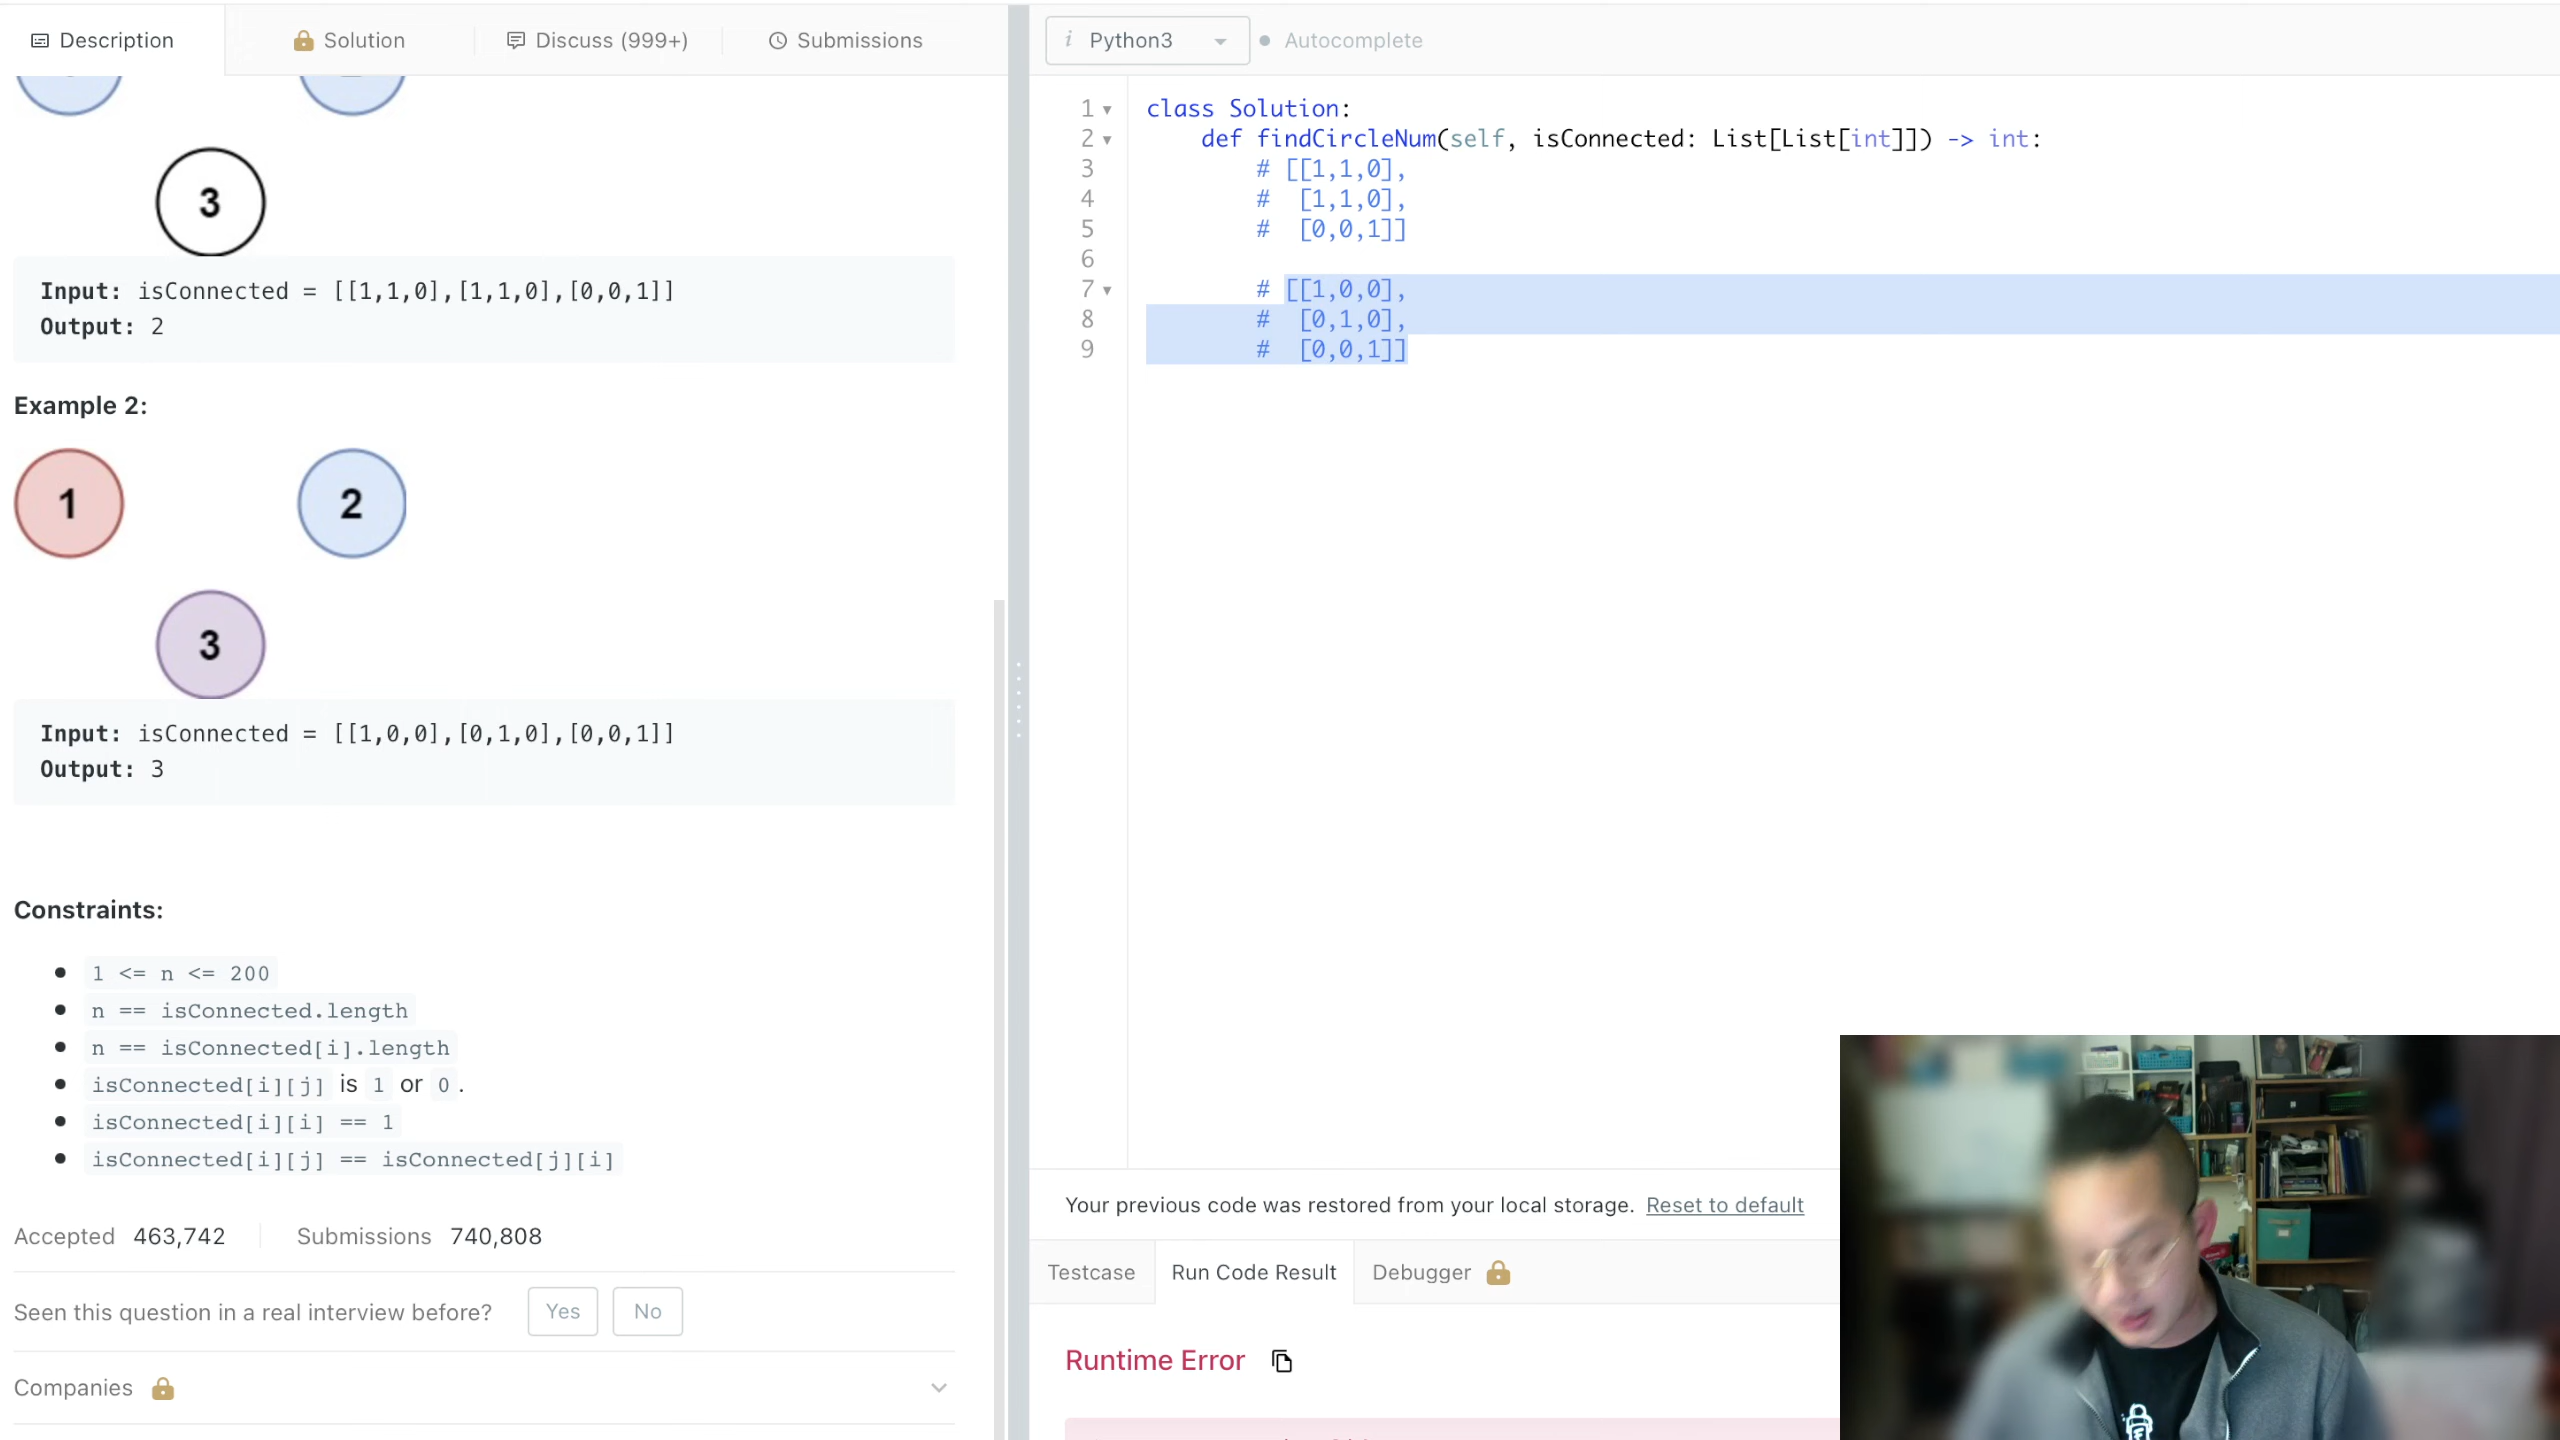 Description
Solution
Discuss (999+)
Submissions
3
Input: isConnected = [[1,1,0],[1,1,0],[0,0,1]]
Output: 2
Example 2:
1
2
3
Input: isConnected = [[1,0,0],[0,1,0],[0,0,1]]
Output: 3
Constraints:
1 <= n <= 200
n == isConnected.length
n == isConnected[i].length
isConnected[i][j] is 1 or 0.
isConnected[i][i] == 1
isConnected[i][j] == isConnected[j][i]
Accepted 463,742 Submissions 740,808
Seen this question in a real interview before? Yes No
Companies
i Python3
Autocomplete
1 class Solution:
2 def findCircleNum(self, isConnected: List[List[int]]) -> int:
3 # [[1,1,0],
4 # [1,1,0],
5 # [0,0,1]]
6
7 # [[1,0,0],
8 # [0,1,0],
9 # [0,0,1]]
Your previous code was restored from your local storage. Reset to default
Testcase
Run Code Result
Debugger
Runtime Error